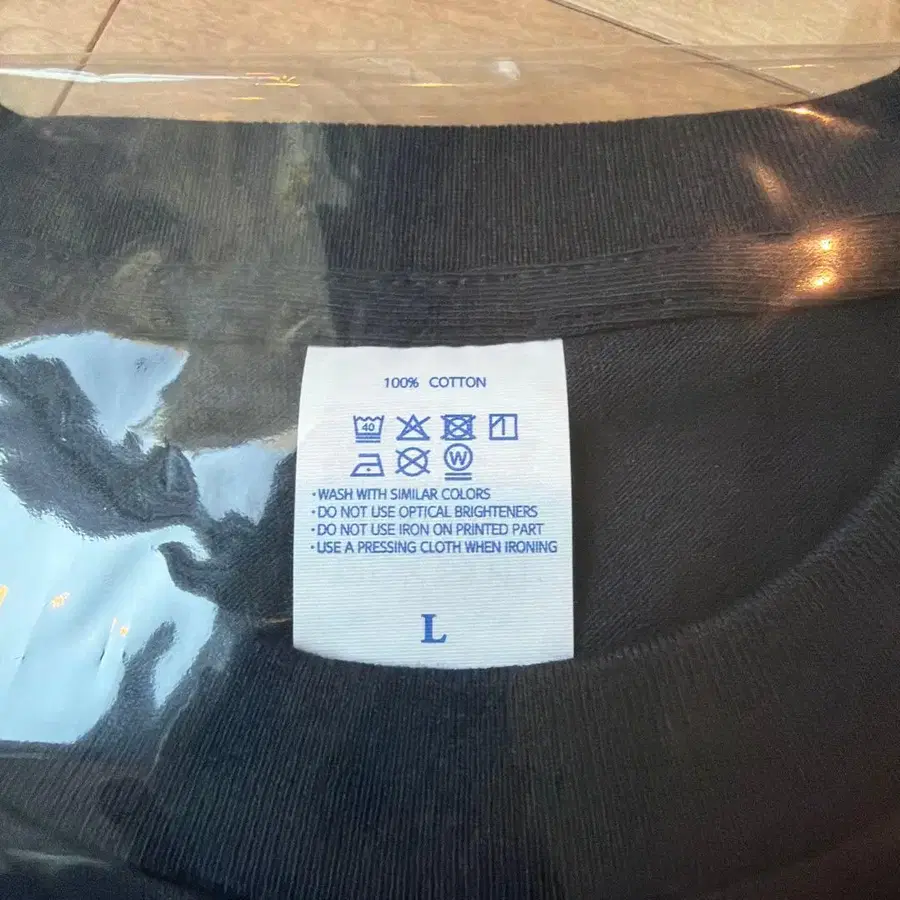 100% COTTON
40
W
·WASH WITH SIMILAR COLORS
·DO NOT USE OPTICAL BRIGHTENERS
·DO NOT USE IRON ON PRINTED PART
·USE A PRESSING CLOTH WHEN IRONING
L